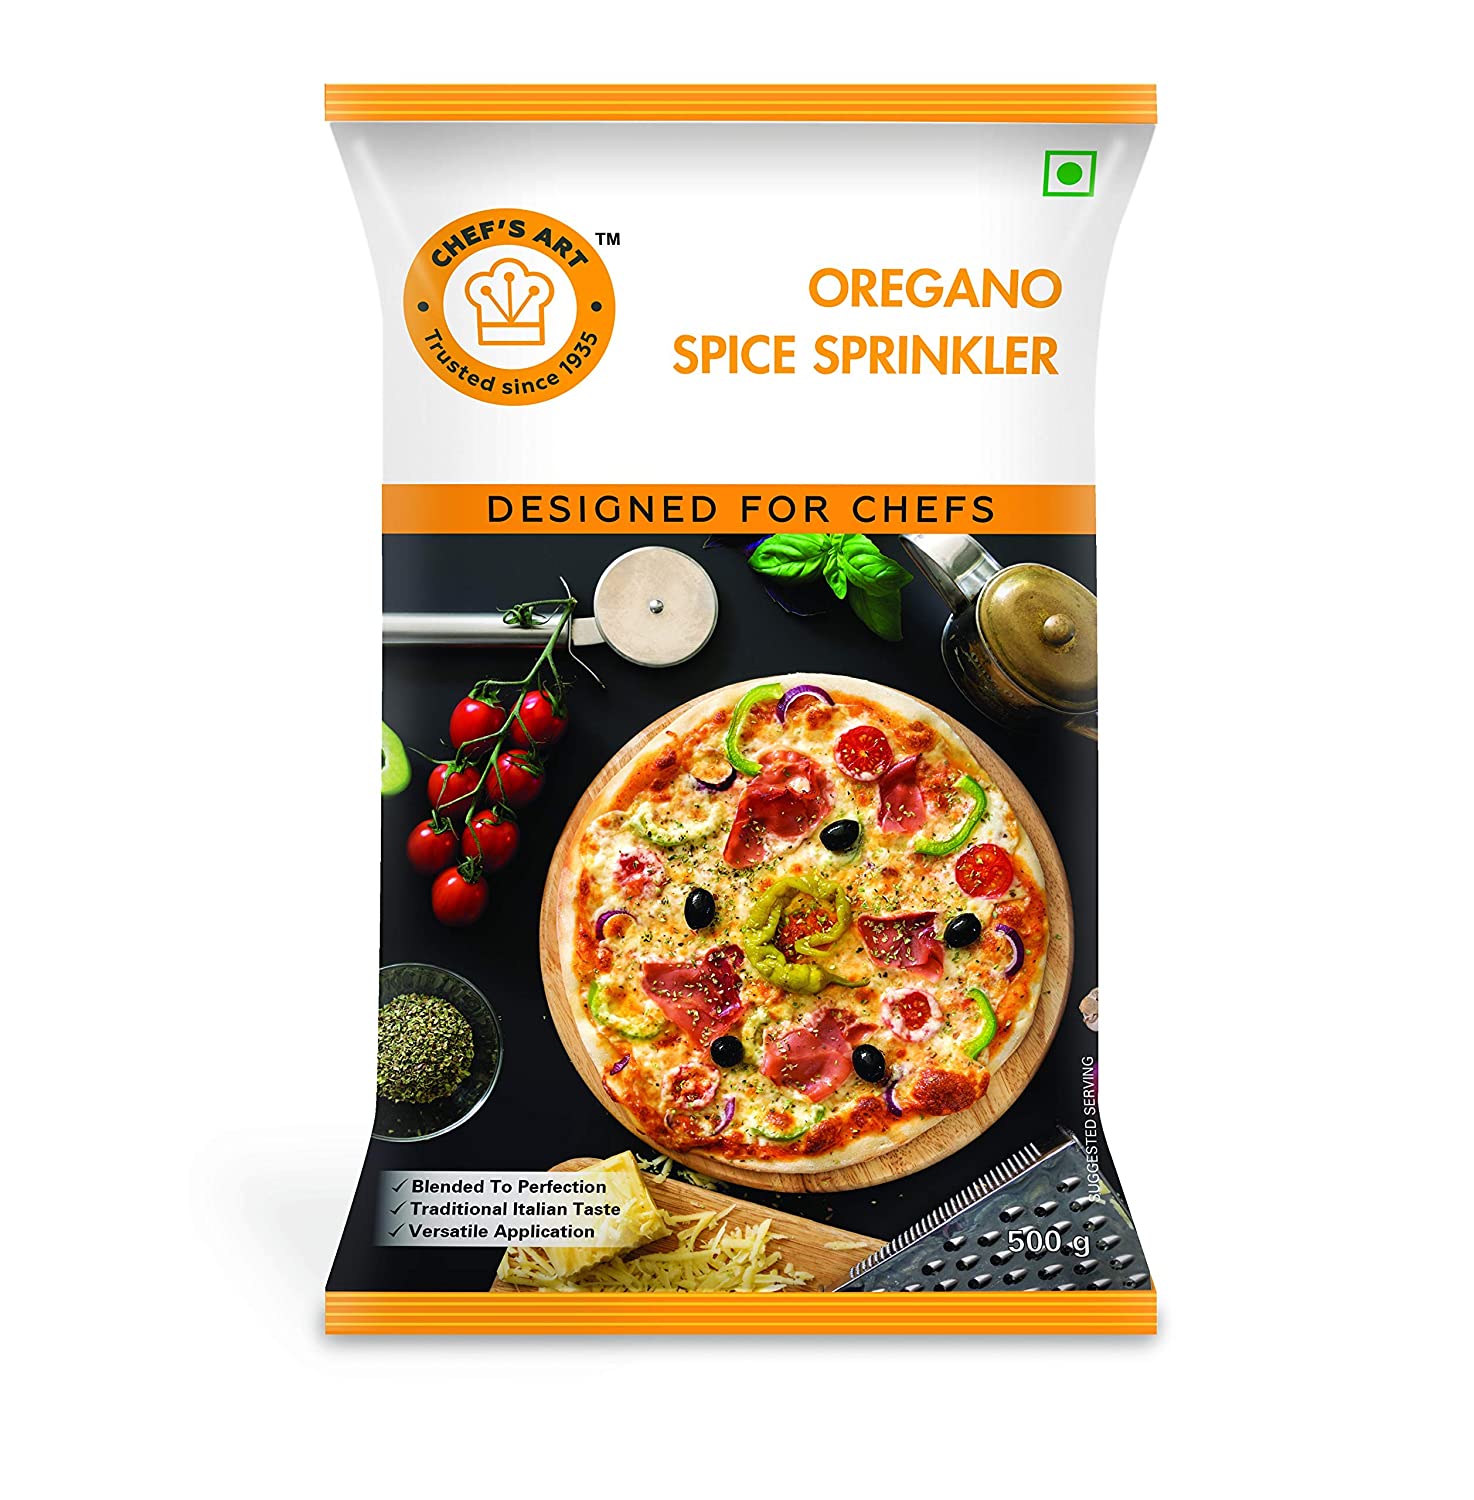 CHEF'S ART
TM
Trusted since 1935
OREGANO
SPICE SPRINKLER
DESIGNED FOR CHEFS
✓ Blended To Perfection
✓ Traditional Italian Taste
✓ Versatile Application
SUGGESTED SERVING
500 g